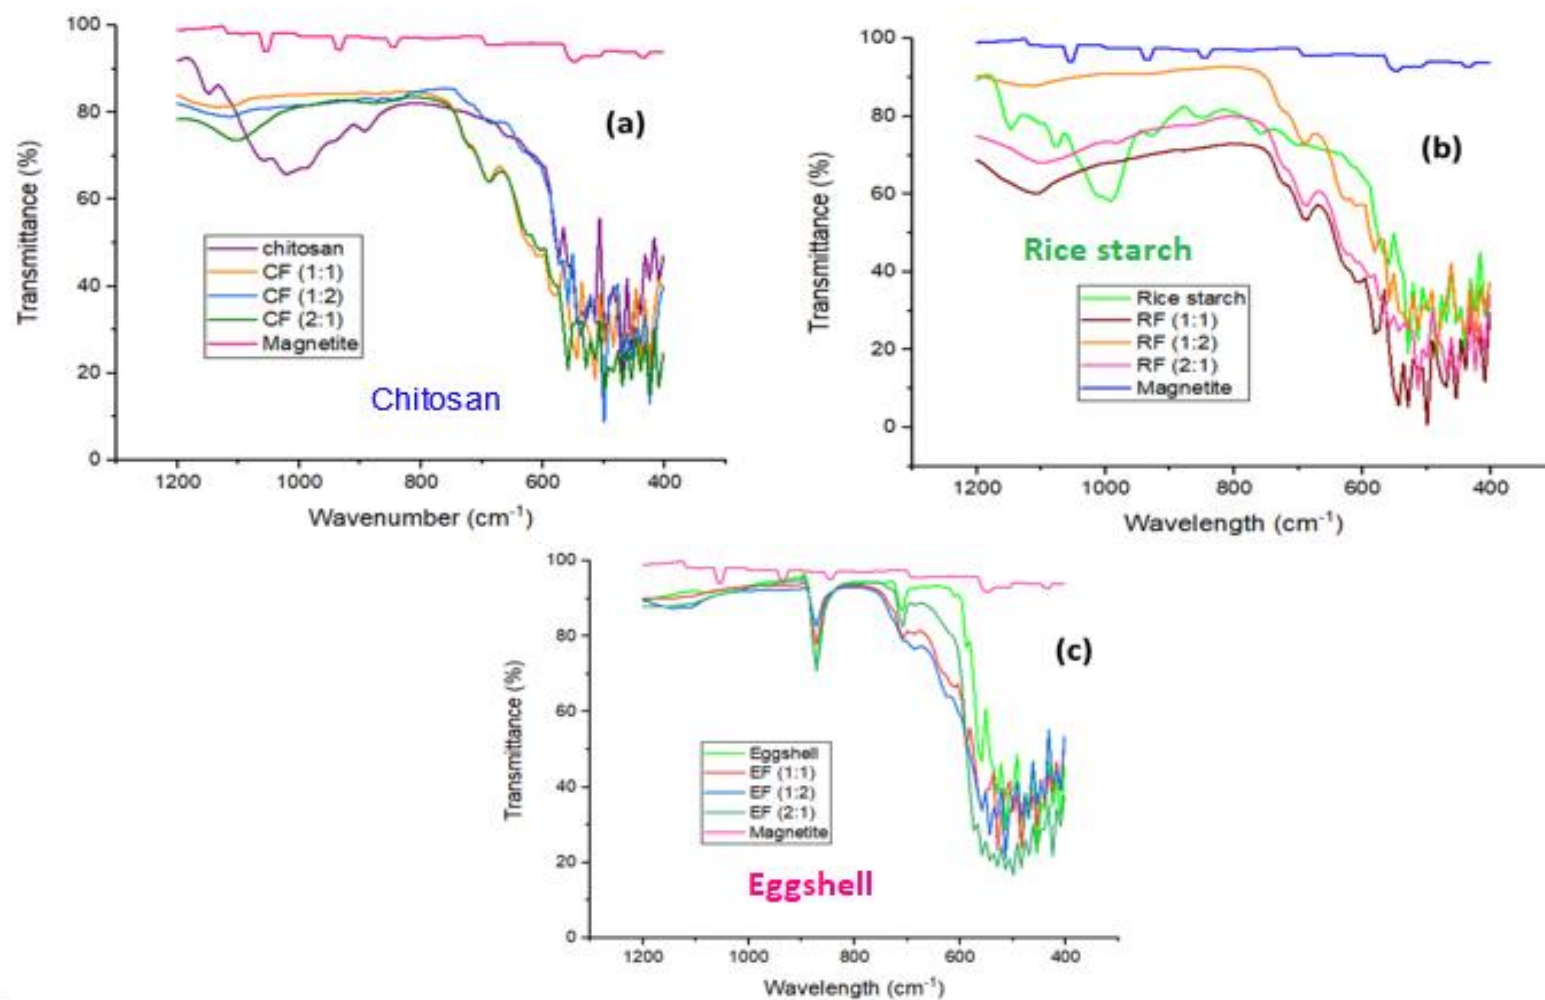 100
80
60
40
20
0
Transmittance (%)
(a)
chitosan
CF (1:1)
CF (1:2)
CF (2:1)
Magnetite
Chitosan
1200 1000 800 600 400
Wavenumber (cm-1)
100
80
60
40
20
0
Transmittance (%)
(b)
Rice starch
Rice starch
RF (1:1)
RF (1:2)
RF (2:1)
Magnetite
1200 1000 800 600 400
Wavelength (cm-1)
100
80
60
40
20
0
Transmittance (%)
(c)
Eggshell
EF (1:1)
EF (1:2)
EF (2:1)
Magnetite
Eggshell
1200 1000 800 600 400
Wavelength (cm-1)